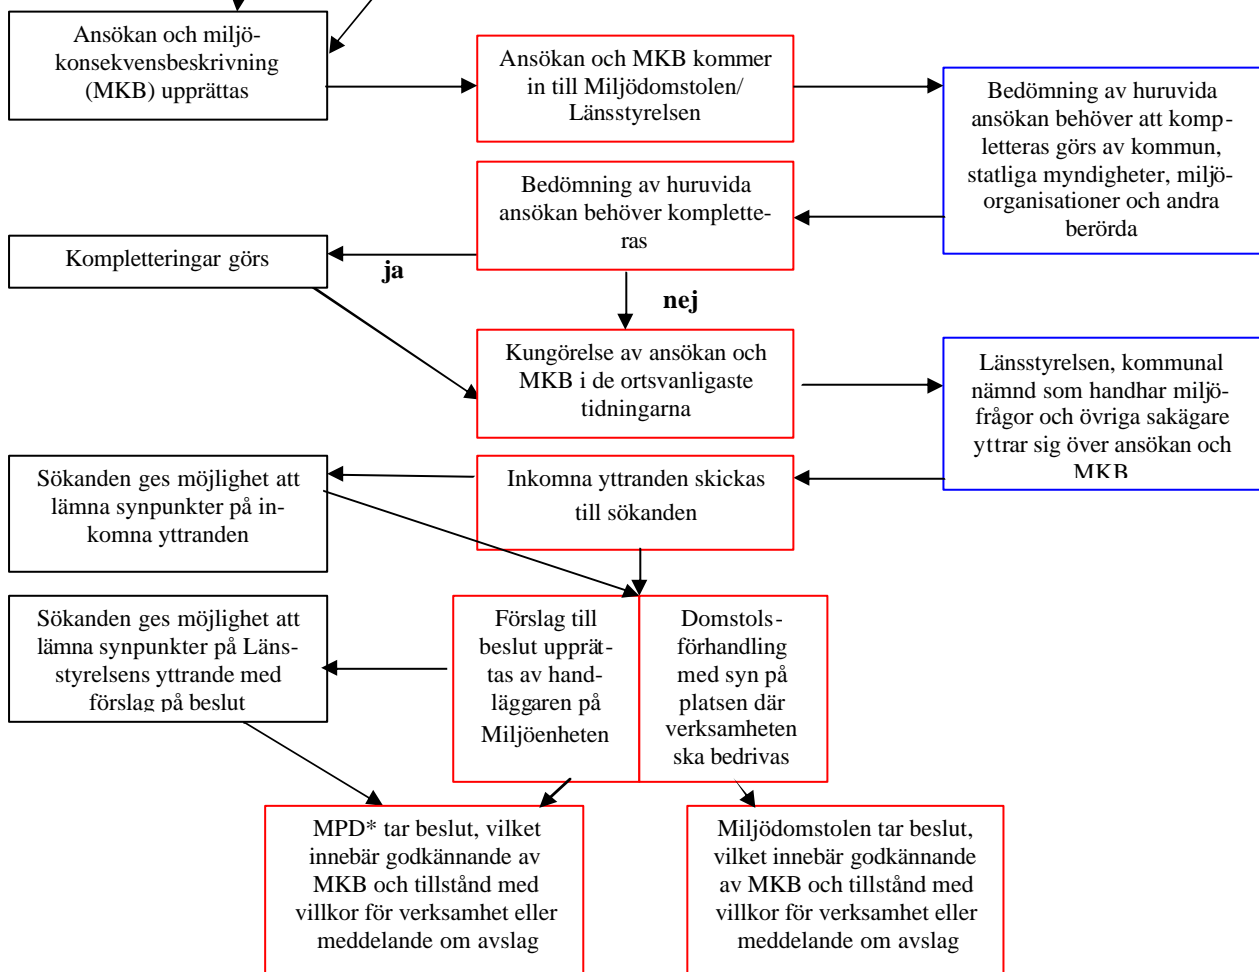 Ansökan och miljö-
konsekvensbeskrivning
(MKB) upprättas
Ansökan och MKB kommer
in till Miljödomstolen/
Länsstyrelsen
Bedömning av huruvida
ansökan behöver att komp-
letteras görs av kommun,
statliga myndigheter, miljö-
organisationer och andra
berörda
Bedömning av huruvida
ansökan behöver komplette-
ras
Kompletteringar görs
ja
nej
Kungörelse av ansökan och
MKB i de ortsvanligaste
tidningarna
Länsstyrelsen, kommunal
nämnd som handhar miljö-
frågor och övriga sakägare
yttrar sig över ansökan och
MKB
Inkomna yttranden skickas
till sökanden
Sökanden ges möjlighet att
lämna synpunkter på in-
komna yttranden
Sökanden ges möjlighet att
lämna synpunkter på Läns-
styrelsens yttrande med
förslag på beslut
Förslag till
beslut upprät-
tas av hand-
läggaren på
Miljöenheten
Domstols-
förhandling
med syn på
platsen där
verksamheten
ska bedrivas
MPD* tar beslut, vilket
innebär godkännande av
MKB och tillstånd med
villkor för verksamhet eller
meddelande om avslag
Miljödomstolen tar beslut,
vilket innebär godkännande
av MKB och tillstånd med
villkor för verksamhet eller
meddelande om avslag